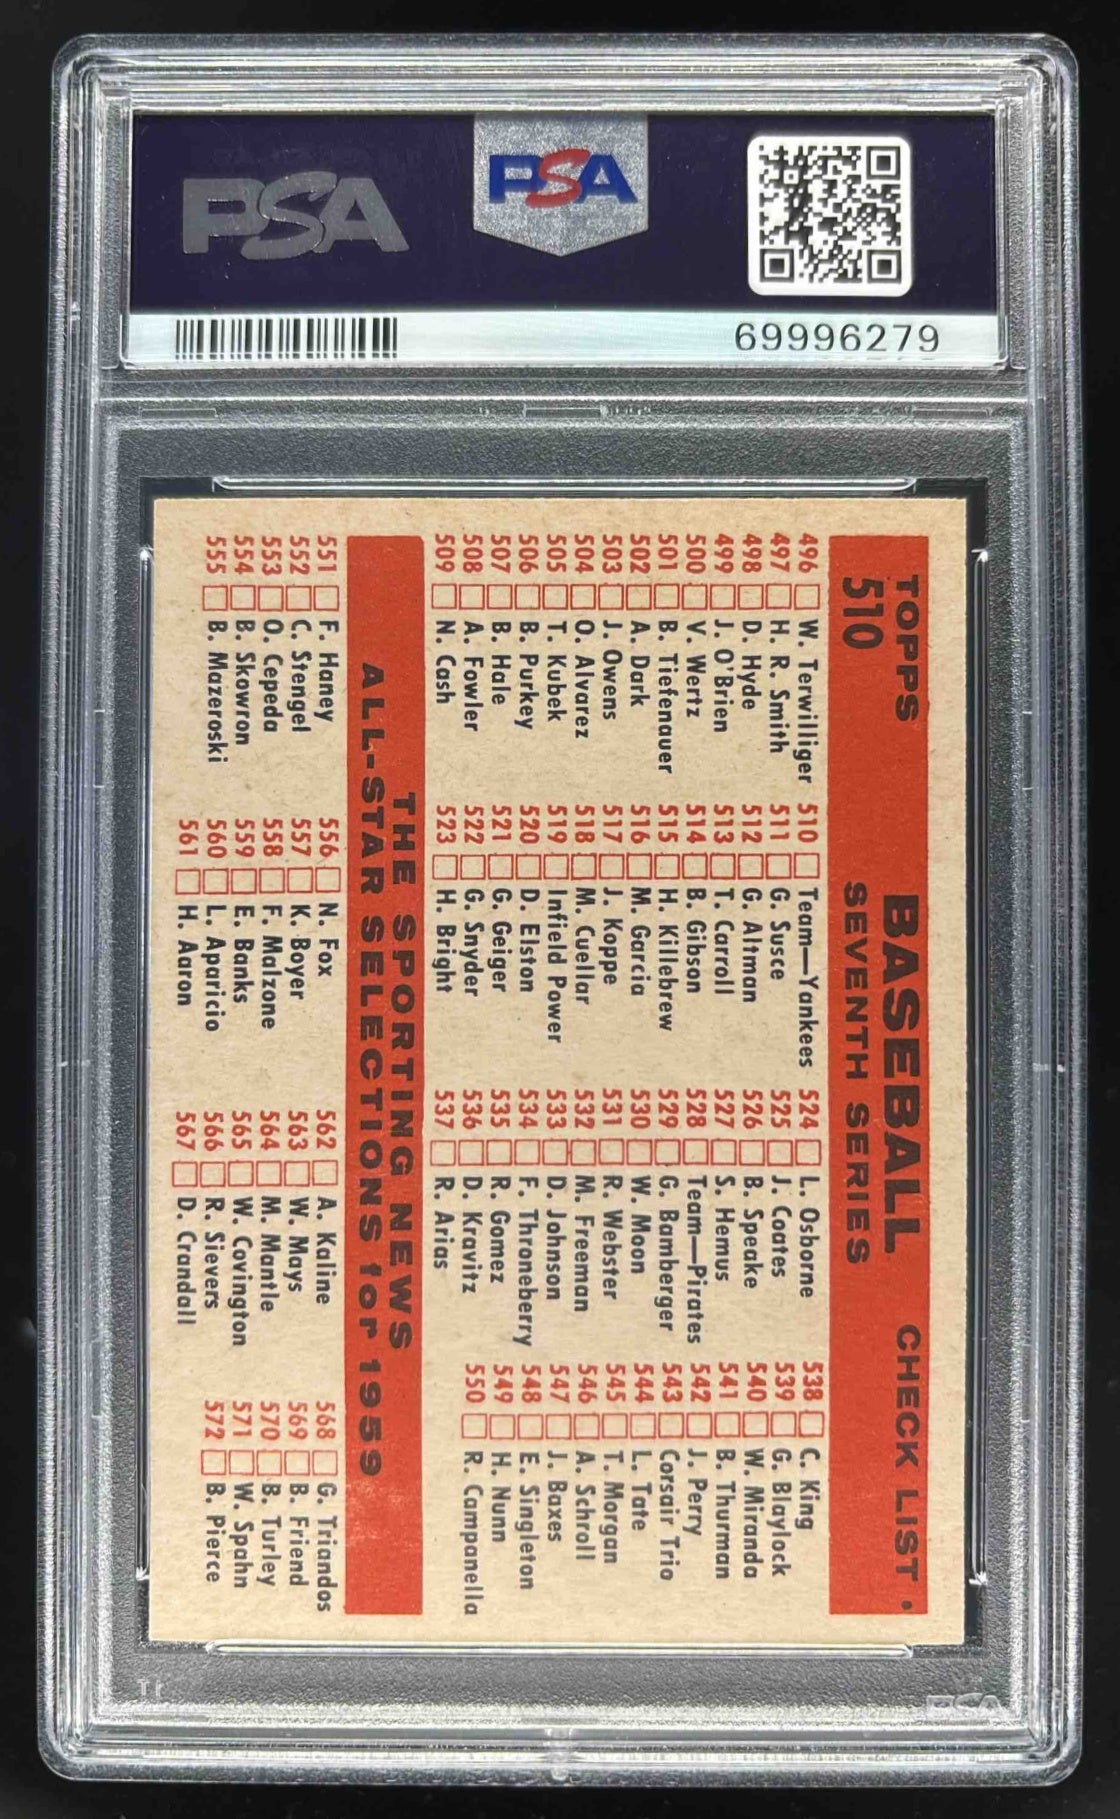 PSA
PSA
69996279
TOPPS BASEBALL CHECK LIST
510 SEVENTH SERIES
496 W. Terwilliger
497 H. R. Smith
498 D. Hyde
499 J. O'Brien
500 V. Wertz
501 B. Tiefenauer
502 A. Dark
503 J. Owens
504 O. Alvarez
505 T. Kubek
506 B. Purkey
507 B. Hale
508 A. Fowler
509 N. Cash
510 Team—Yankees
511 G. Susce
512 G. Altman
513 T. Carroll
514 B. Gibson
515 H. Killebrew
516 M. Garcia
517 J. Koppe
518 M. Cuellar
519 Infield Power
520 D. Elston
521 G. Geiger
522 G. Snyder
523 H. Bright
524 L. Osborne
525 J. Coates
526 B. Speake
527 S. Hemus
528 Team—Pirates
529 G. Bamberger
530 W. Moon
531 R. Webster
532 M. Freeman
533 D. Johnson
534 F. Throneberry
535 R. Gomez
536 D. Kravitz
537 R. Arias
538 C. King
539 G. Blaylock
540 W. Miranda
541 B. Thurman
542 J. Perry
543 Corsair Trio
544 L. Tate
545 T. Morgan
546 A. Schroll
547 J. Baxes
548 E. Singleton
549 H. Nunn
550 R. Campanella
THE SPORTING NEWS
ALL-STAR SELECTIONS for 1959
551 F. Haney
552 C. Stengel
553 O. Cepeda
554 B. Skowron
555 B. Mazeroski
556 N. Fox
557 K. Boyer
558 F. Malzone
559 E. Banks
560 L. Aparicio
561 H. Aaron
562 A. Kaline
563 W. Mays
564 M. Mantle
565 W. Covington
566 R. Sievers
567 D. Crandall
568 G. Triandos
569 B. Friend
570 B. Turley
571 W. Spahn
572 B. Pierce
PSA